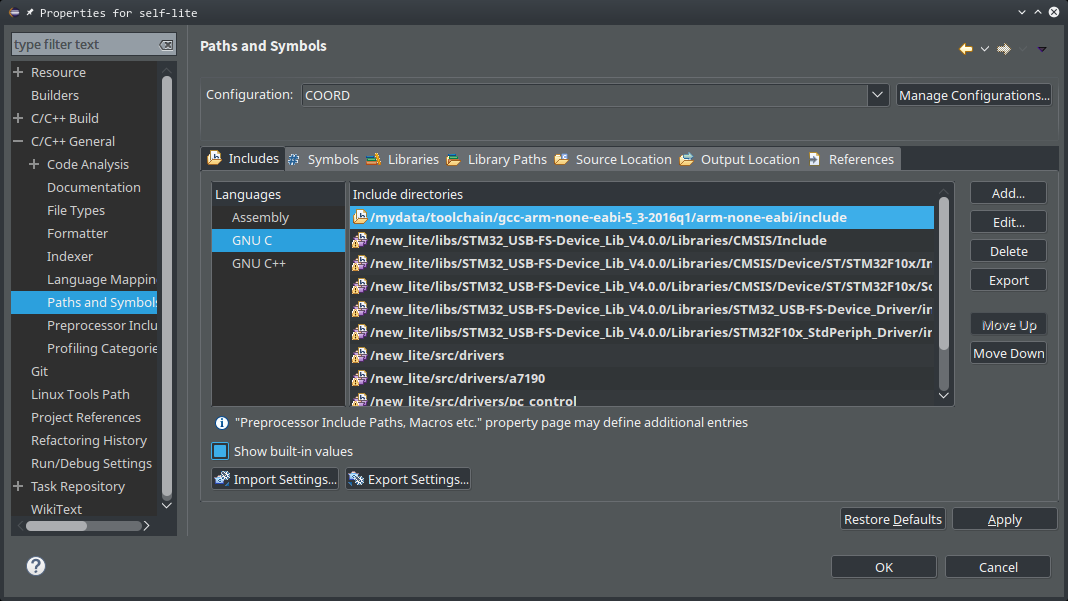 Properties for self-lite
type filter text
Resource
Builders
C/C++ Build
C/C++ General
Code Analysis
Documentation
File Types
Formatter
Indexer
Language Mappin
Paths and Symbols
Preprocessor Inclu
Profiling Categorie
Git
Linux Tools Path
Project References
Refactoring History
Run/Debug Settings
Task Repository
WikiText
Paths and Symbols
Configuration: COORD Manage Configurations...
Includes Symbols Libraries Library Paths Source Location Output Location References
Languages
Assembly
GNU C
GNU C++
Include directories
/mydata/toolchain/gcc-arm-none-eabi-5_3-2016q1/arm-none-eabi/include
/new_lite/libs/STM32_USB-FS-Device_Lib_V4.0.0/Libraries/CMSIS/Include
/new_lite/libs/STM32_USB-FS-Device_Lib_V4.0.0/Libraries/CMSIS/Device/ST/STM32F10x/In
/new_lite/libs/STM32_USB-FS-Device_Lib_V4.0.0/Libraries/CMSIS/Device/ST/STM32F10x/So
/new_lite/libs/STM32_USB-FS-Device_Lib_V4.0.0/Libraries/STM32_USB-FS-Device_Driver/in
/new_lite/libs/STM32_USB-FS-Device_Lib_V4.0.0/Libraries/STM32F10x_StdPeriph_Driver/in
/new_lite/src/drivers
/new_lite/src/drivers/a7190
/new_lite/src/drivers/pc_control
Add...
Edit...
Delete
Export
Move Up
Move Down
"Preprocessor Include Paths, Macros etc." property page may define additional entries
Show built-in values
Import Settings... Export Settings...
Restore Defaults Apply
OK Cancel